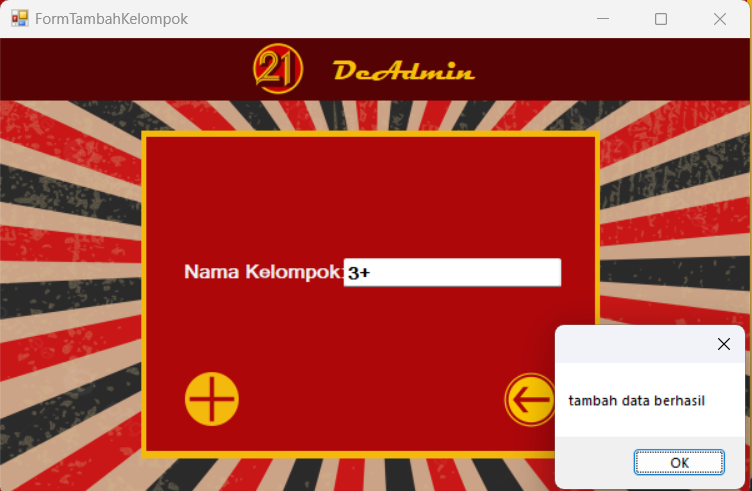 FormTambahKelompok
21
DeAdmin
Nama Kelompok:
3+
tambah data berhasil
OK